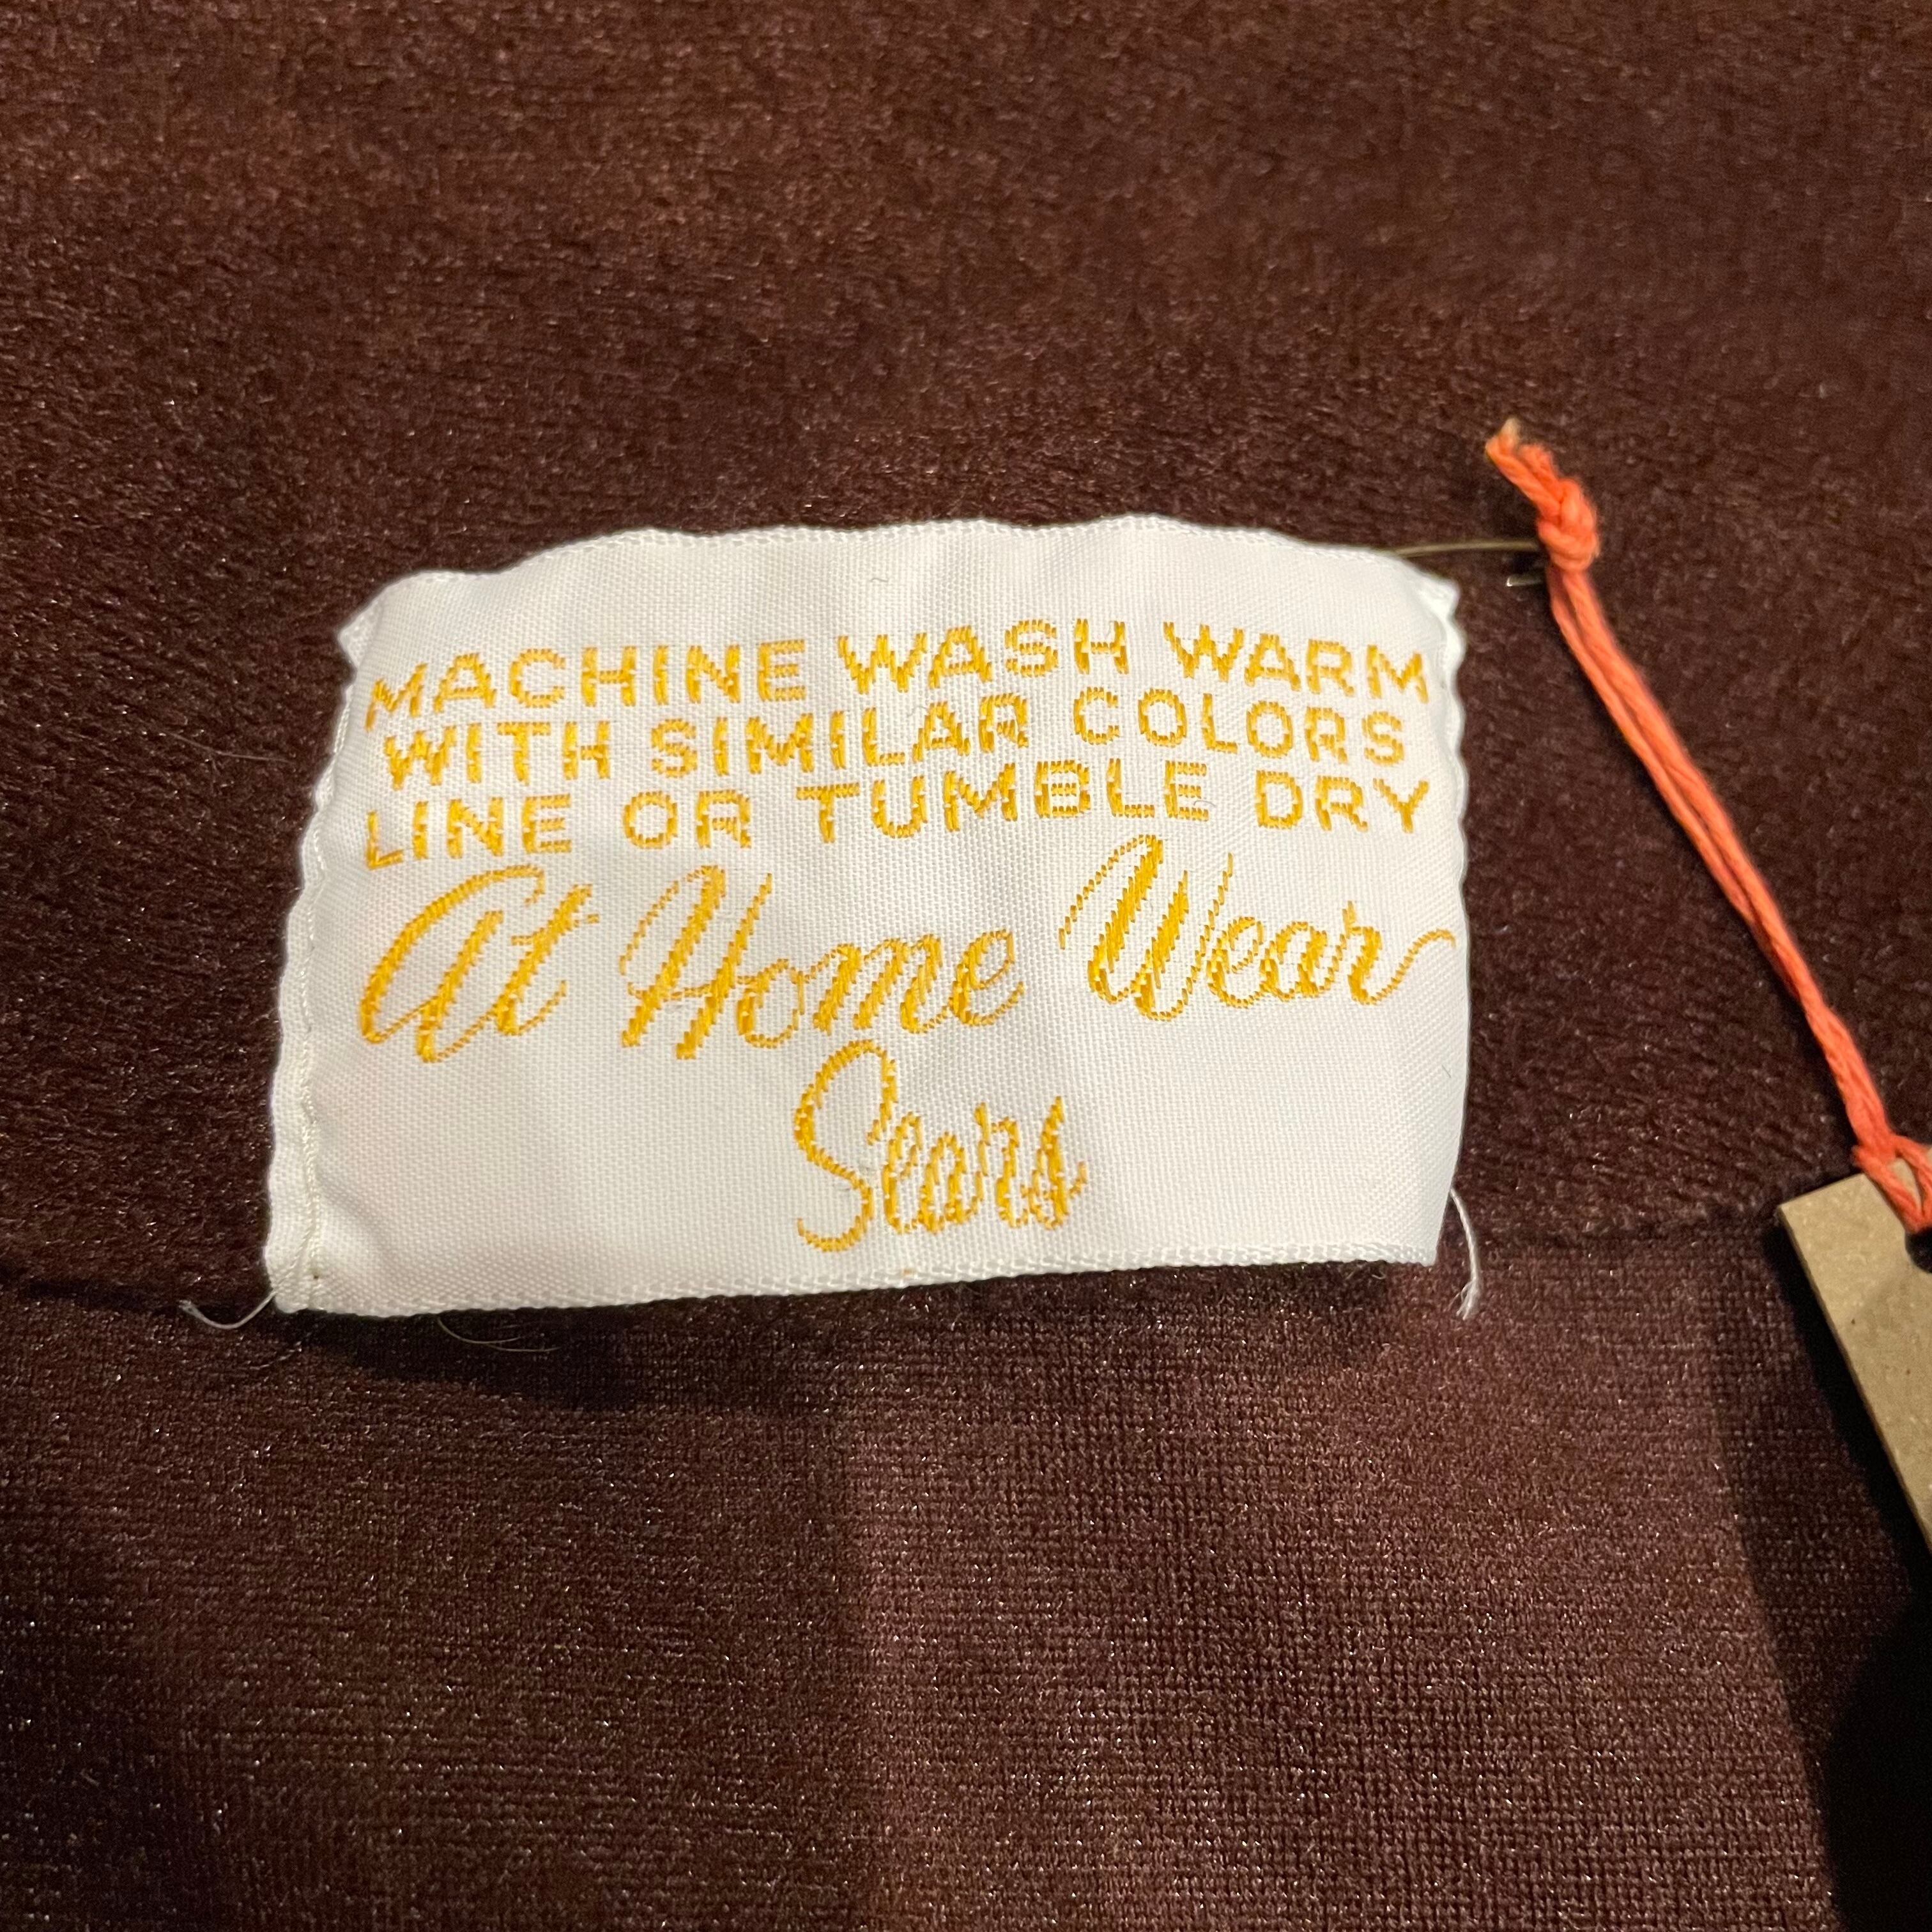 MACHINE WASH WARM
WITH SIMILAR COLORS
LINE OR TUMBLE DRY
At Home Wear
Sears